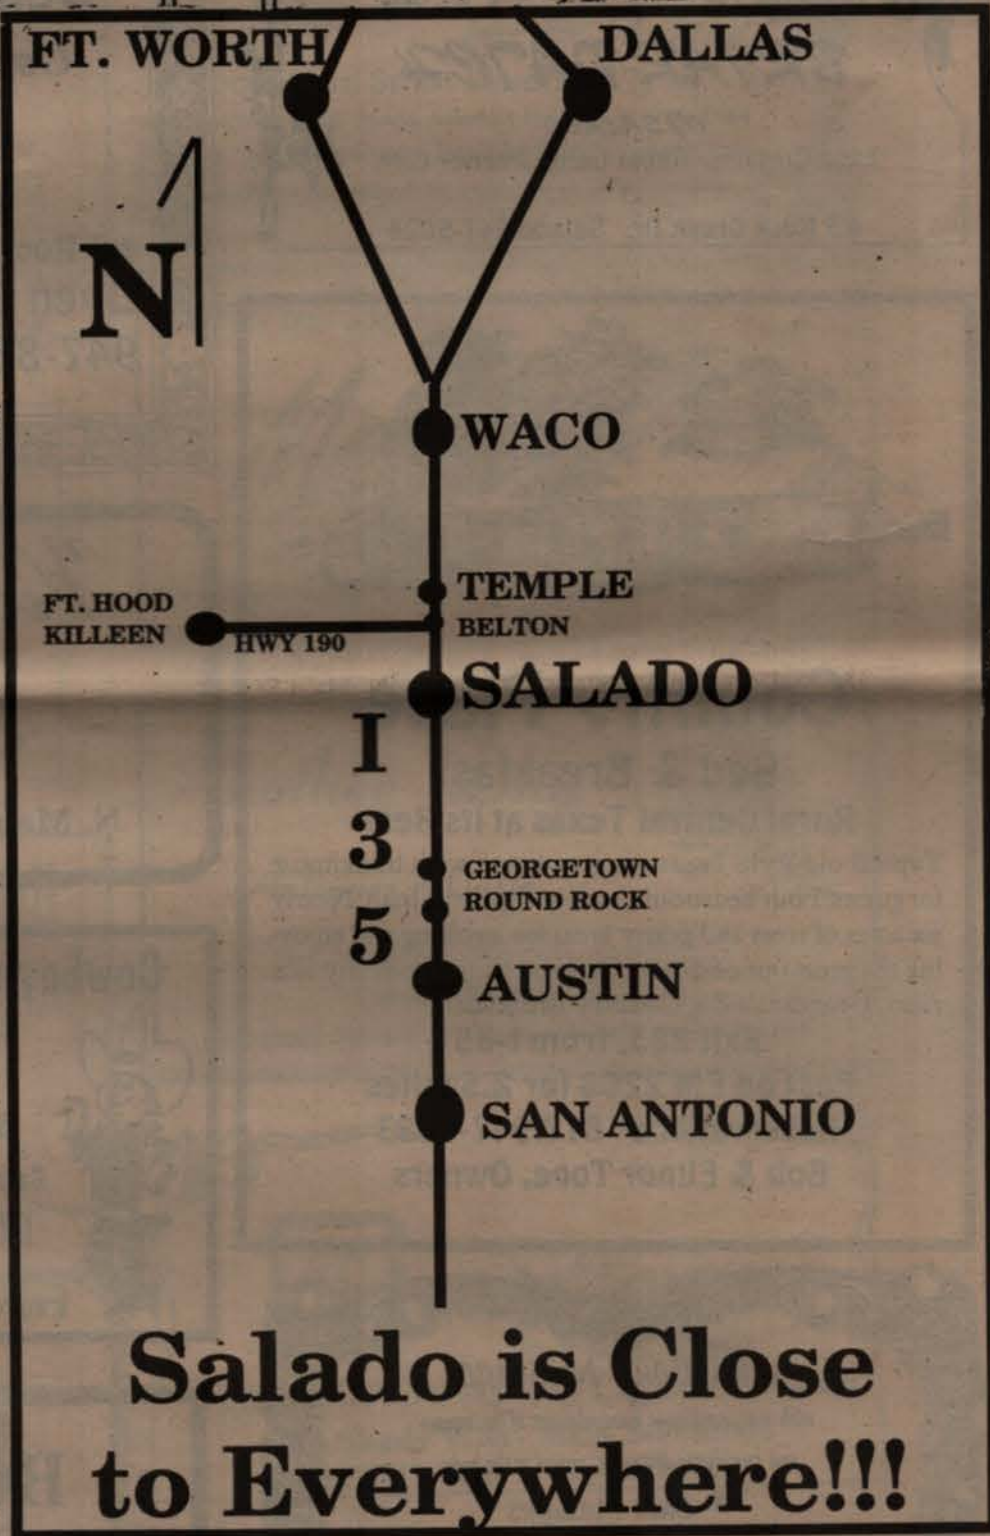 FT. WORTH
DALLAS
N
WACO
TEMPLE
FT. HOOD
KILLEEN
HWY 190
BELTON
SALADO
I
3
5
GEORGETOWN
ROUND ROCK
AUSTIN
SAN ANTONIO
Salado is Close
to Everywhere!!!